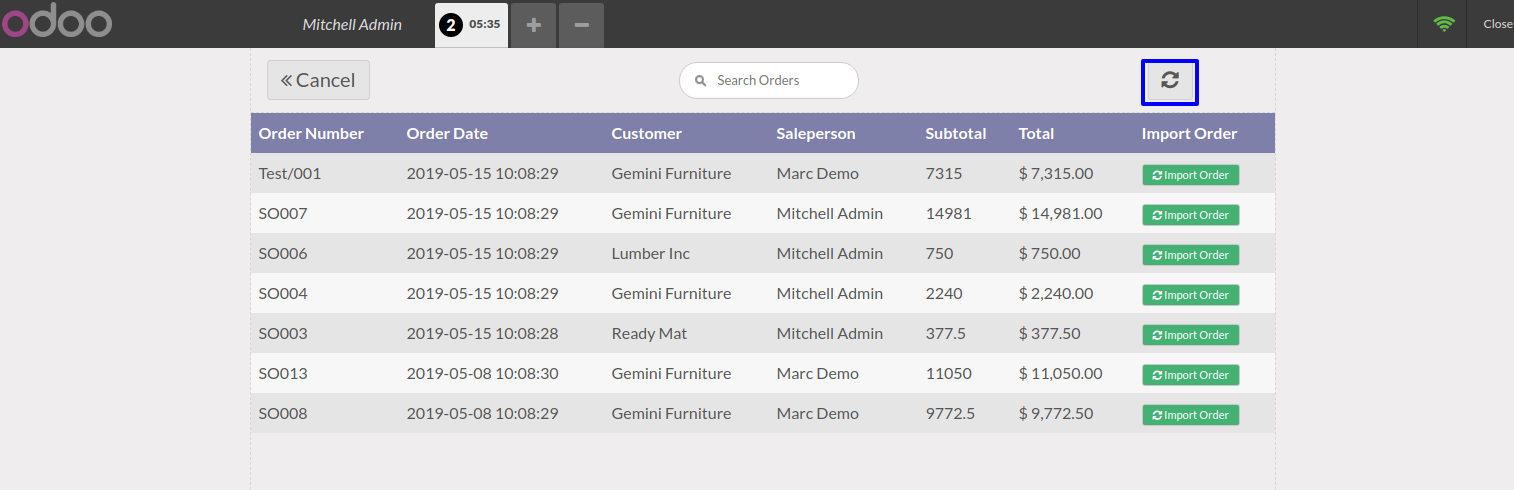 odoo Mitchell Admin 2 05:35 + − Close
Cancel Search Orders
Order Number Order Date Customer Saleperson Subtotal Total Import Order
Test/001 2019-05-15 10:08:29 Gemini Furniture Marc Demo 7315 $ 7,315.00 Import Order
SO007 2019-05-15 10:08:29 Gemini Furniture Mitchell Admin 14981 $ 14,981.00 Import Order
SO006 2019-05-15 10:08:29 Lumber Inc Mitchell Admin 750 $ 750.00 Import Order
SO004 2019-05-15 10:08:29 Gemini Furniture Mitchell Admin 2240 $ 2,240.00 Import Order
SO003 2019-05-15 10:08:28 Ready Mat Mitchell Admin 377.5 $ 377.50 Import Order
SO013 2019-05-08 10:08:30 Gemini Furniture Marc Demo 11050 $ 11,050.00 Import Order
SO008 2019-05-08 10:08:29 Gemini Furniture Marc Demo 9772.5 $ 9,772.50 Import Order